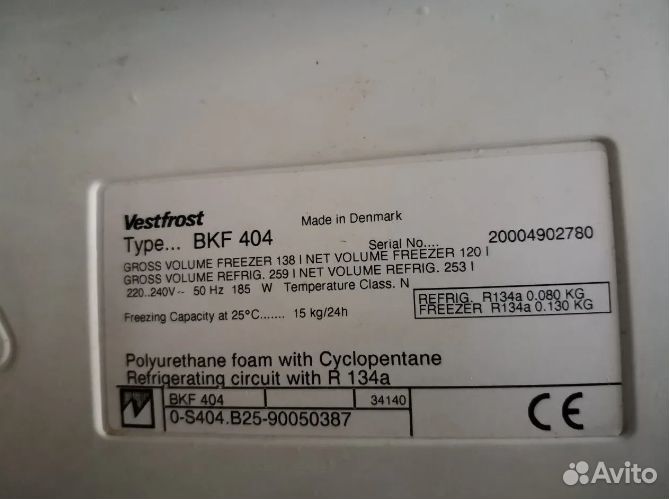 Vestfrost Made in Denmark
Type... BKF 404 Serial No.... 20004902780
GROSS VOLUME FREEZER 138 l NET VOLUME FREEZER 120 l
GROSS VOLUME REFRIG. 259 l NET VOLUME REFRIG. 253 l
220..240V~ 50 Hz 185 W Temperature Class. N
REFRIG. R134a 0.080 KG
FREEZER R134a 0.130 KG
Freezing Capacity at 25°C...... 15 kg/24h
Polyurethane foam with Cyclopentane
Refrigerating circuit with R 134a
BKF 404 34140
0-S404.B25-90050387
CE
Avito